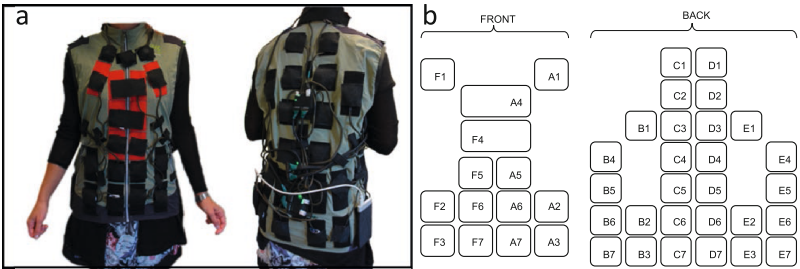 a
b
FRONT
F1 A1
A4
F4
F5 A5
F2 F6 A6 A2
F3 F7 A7 A3
BACK
C1 D1
C2 D2
B1 C3 D3 E1
B4 C4 D4 E4
B5 C5 D5 E5
B6 B2 C6 D6 E2 E6
B7 B3 C7 D7 E3 E7